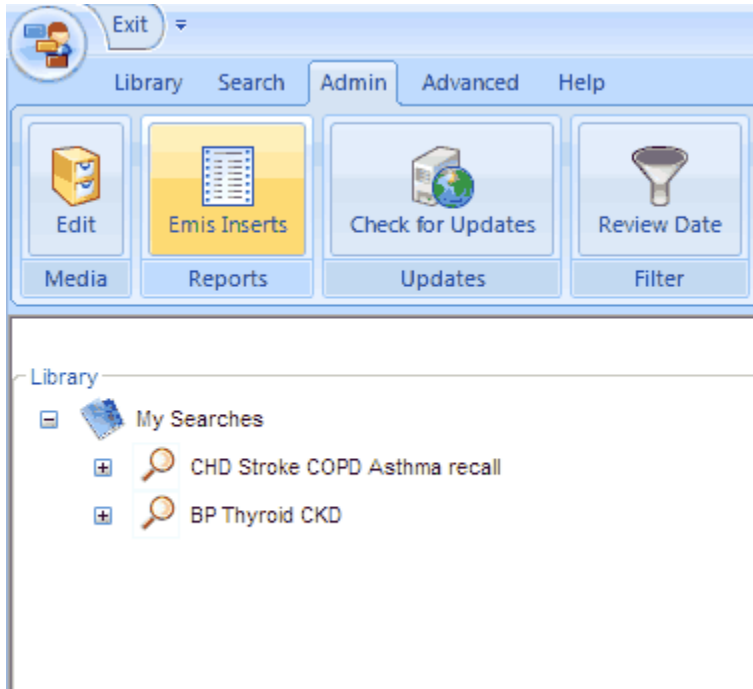 Exit
Library Search Admin Advanced Help
Edit Emis Inserts Check for Updates Review Date
Media Reports Updates Filter
Library
My Searches
CHD Stroke COPD Asthma recall
BP Thyroid CKD